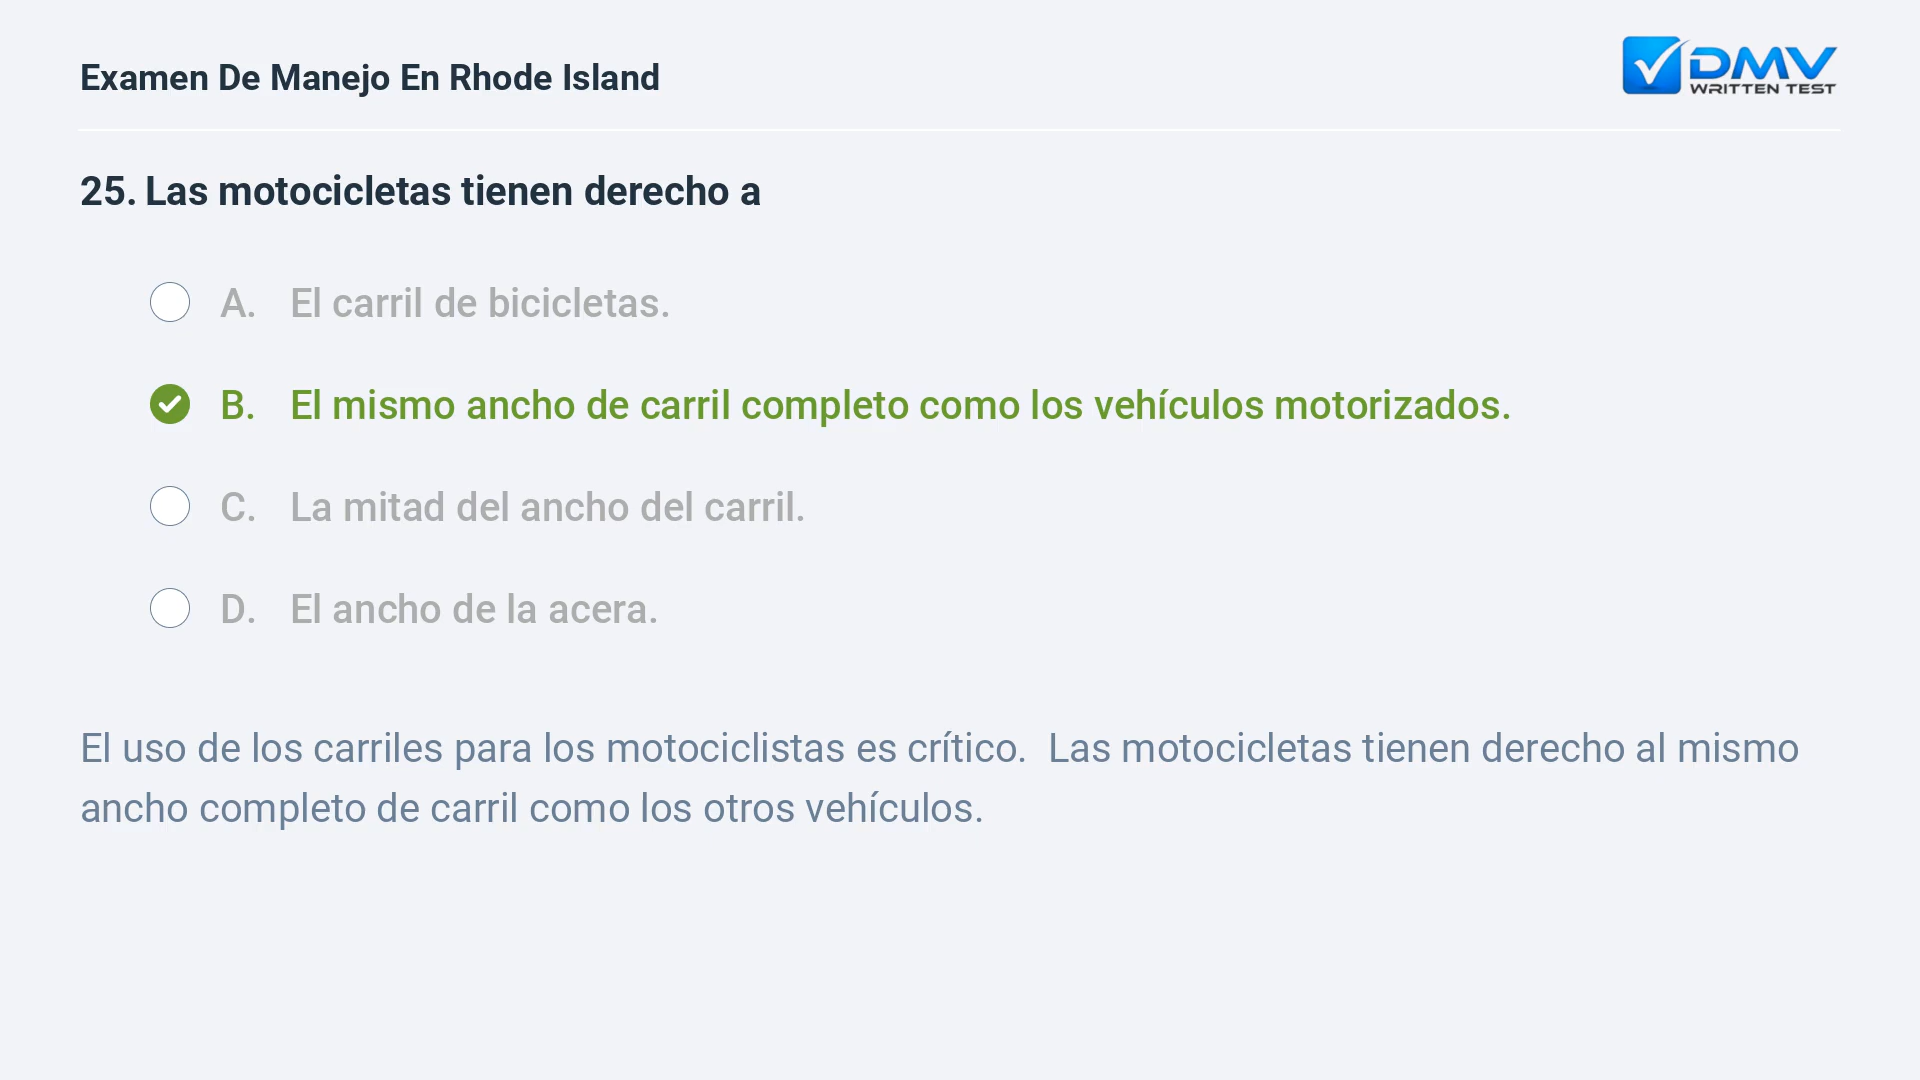 Examen De Manejo En Rhode Island
DMV
WRITTEN TEST
25. Las motocicletas tienen derecho a
A. El carril de bicicletas.
B. El mismo ancho de carril completo como los vehículos motorizados.
C. La mitad del ancho del carril.
D. El ancho de la acera.
El uso de los carriles para los motociclistas es crítico.  Las motocicletas tienen derecho al mismo
ancho completo de carril como los otros vehículos.